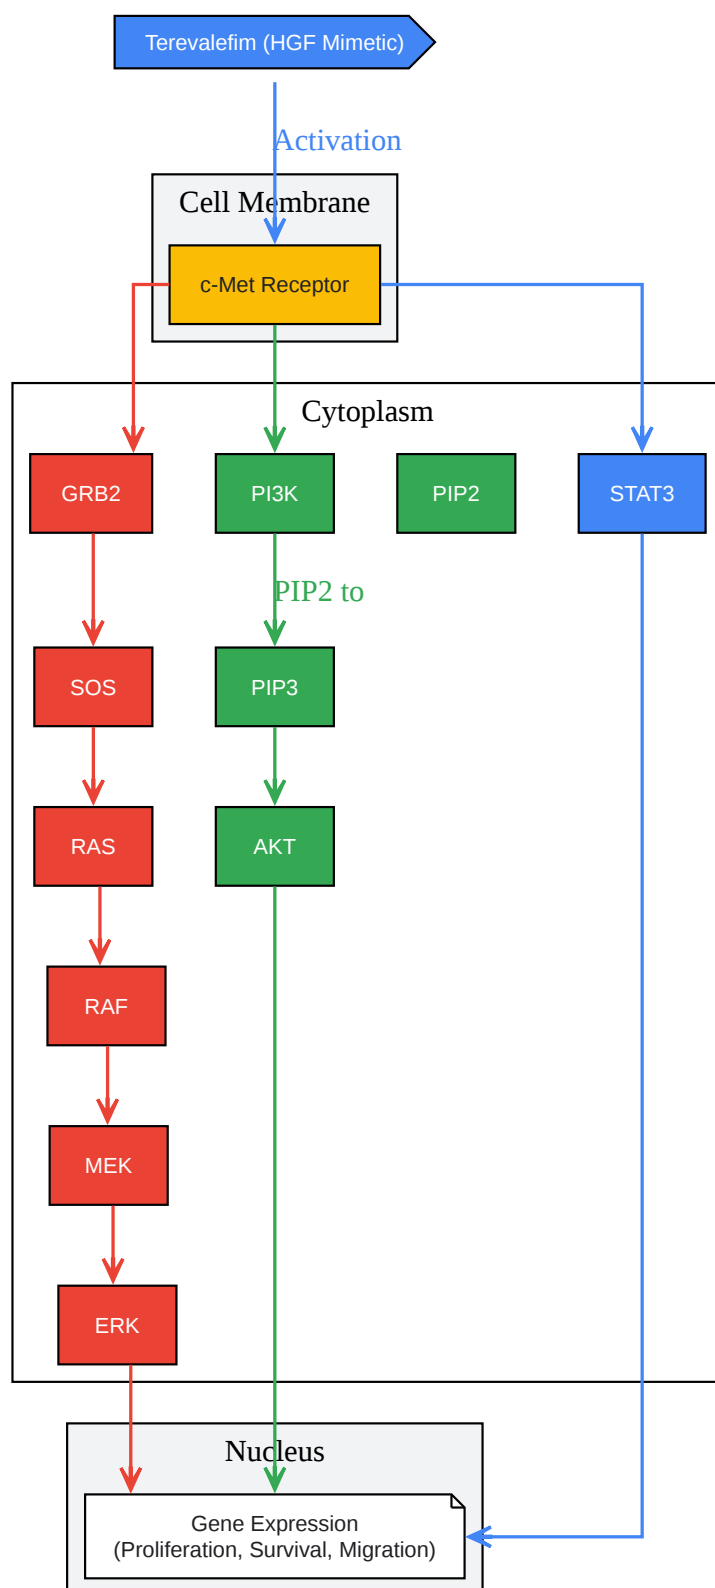 Terevalefim (HGF Mimetic)
Activation
Cell Membrane
c-Met Receptor
Cytoplasm
GRB2
PI3K
PIP2
STAT3
PIP2 to
SOS
PIP3
RAS
AKT
RAF
MEK
ERK
Nucleus
Gene Expression
(Proliferation, Survival, Migration)